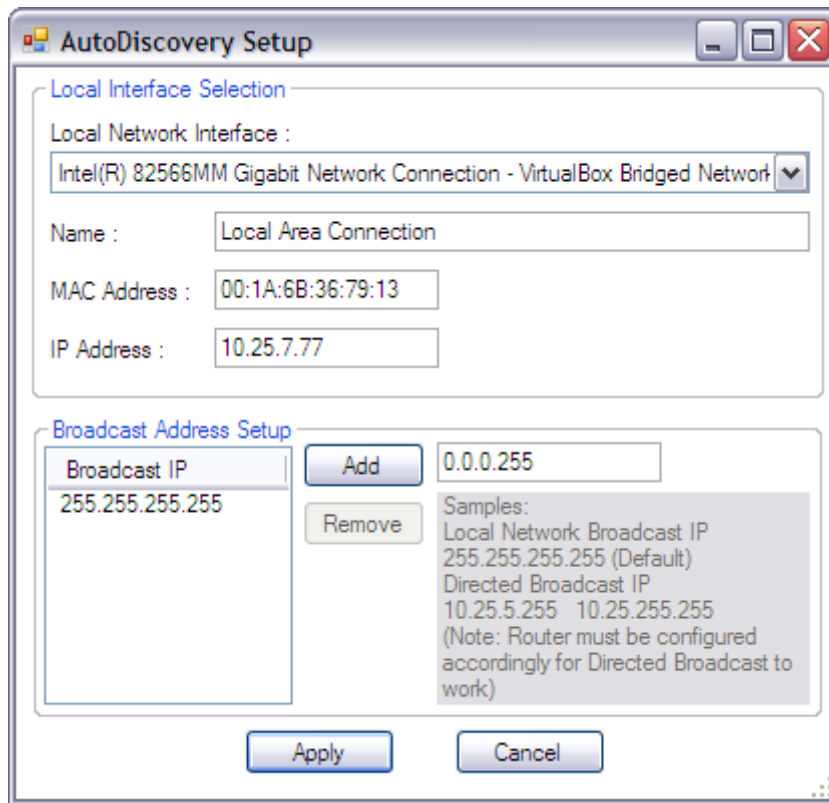 AutoDiscovery Setup
Local Interface Selection
Local Network Interface :
Intel(R) 82566MM Gigabit Network Connection - VirtualBox Bridged Network
Name :
Local Area Connection
MAC Address :
00:1A:6B:36:79:13
IP Address :
10.25.7.77
Broadcast Address Setup
Broadcast IP
255.255.255.255
Add
0.0.0.255
Remove
Samples:
Local Network Broadcast IP
255.255.255.255 (Default)
Directed Broadcast IP
10.25.5.255 10.25.255.255
(Note: Router must be configured
accordingly for Directed Broadcast to
work)
Apply
Cancel